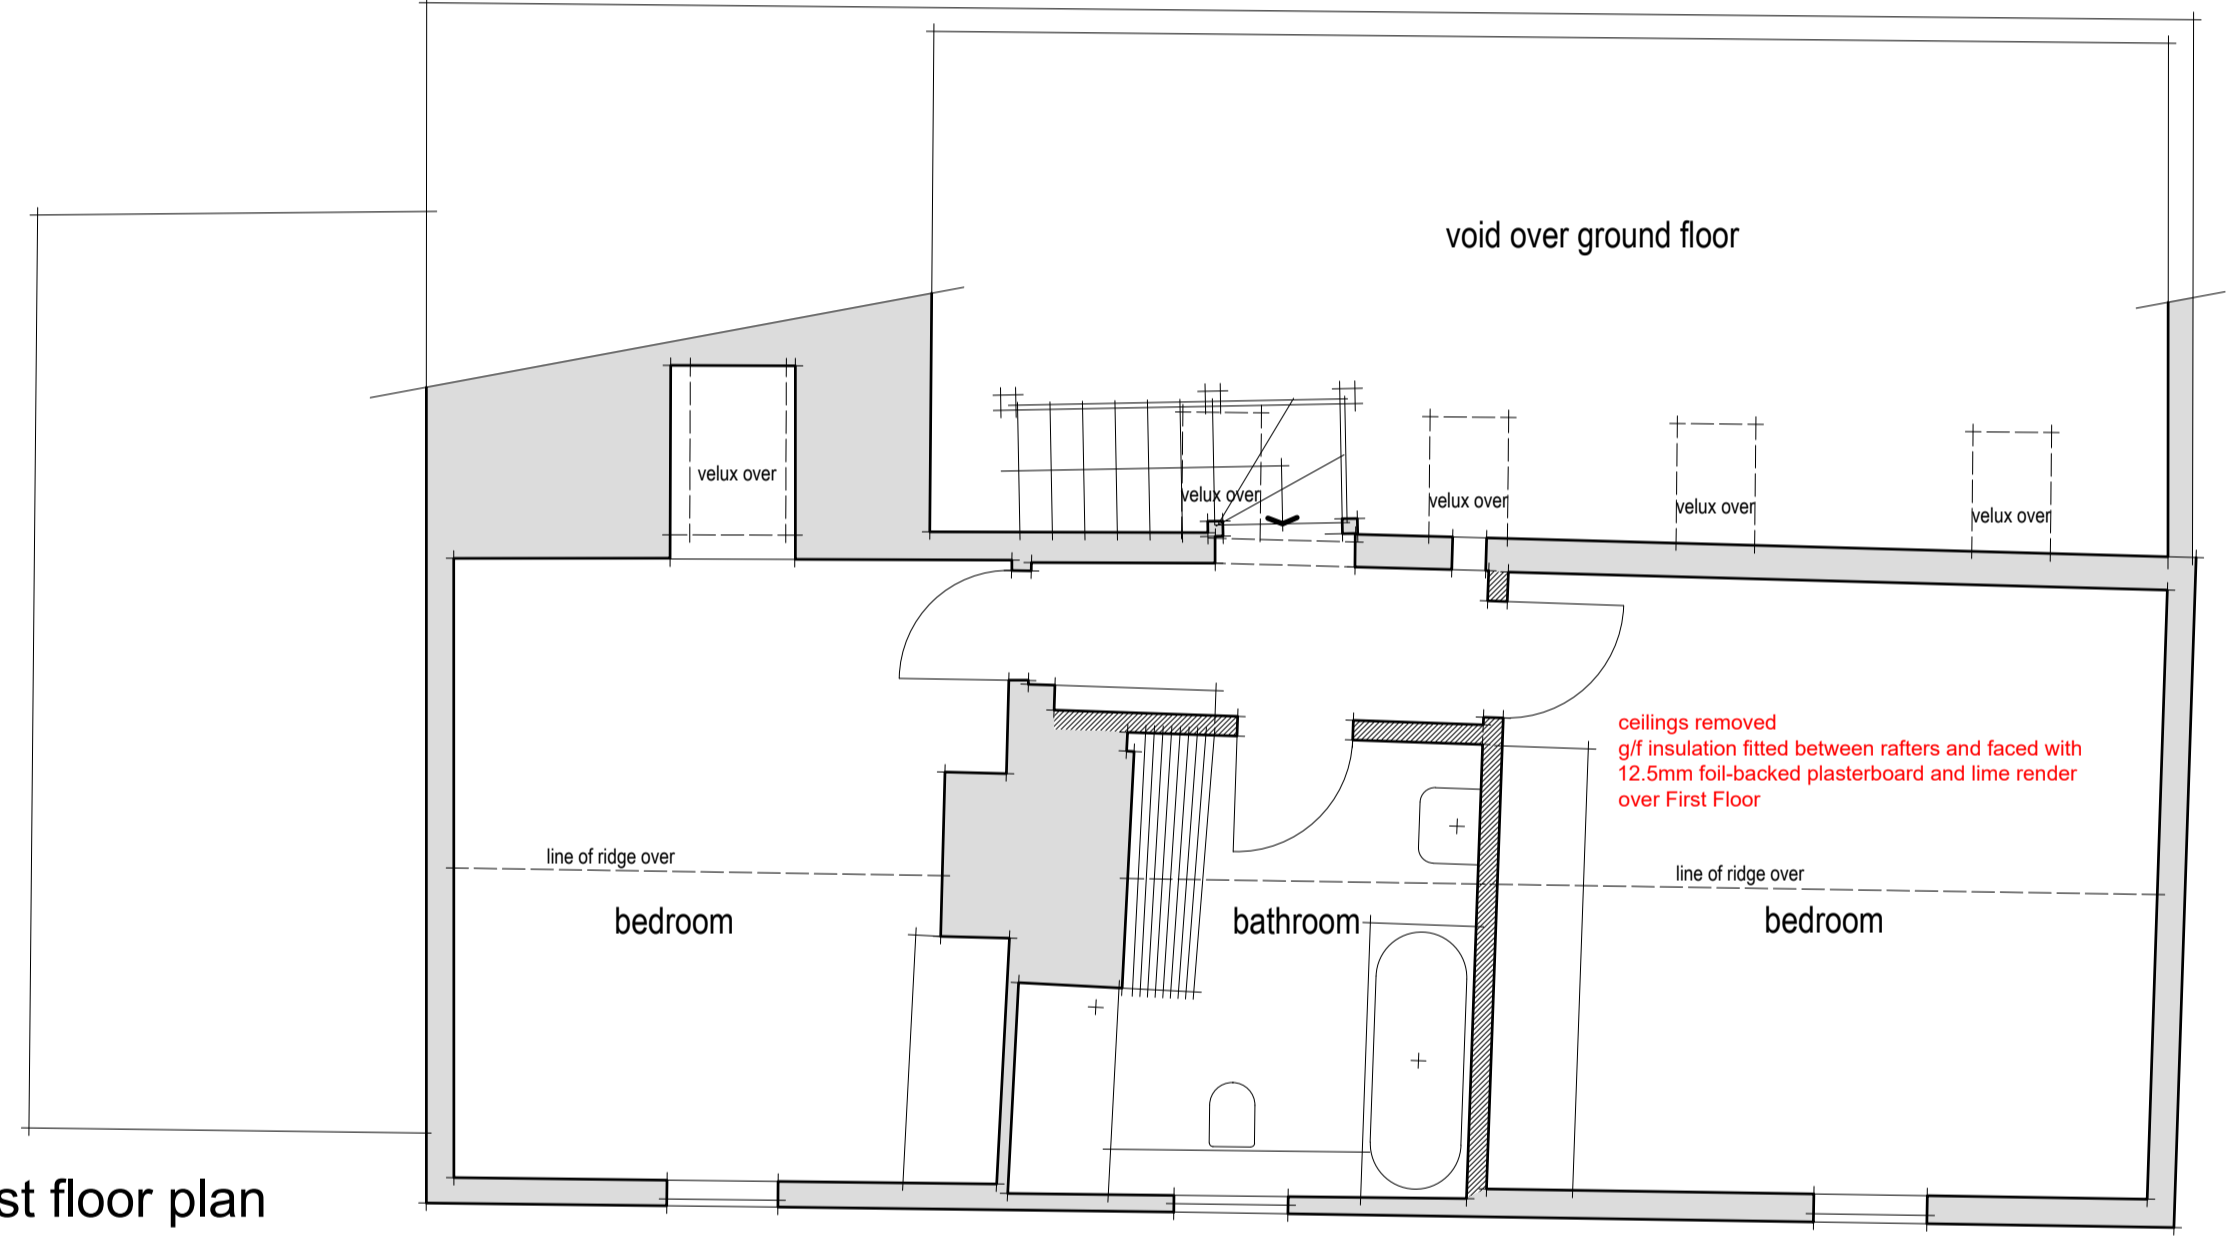 void over ground floor
velux over
velux over
velux over
velux over
velux over
ceilings removed
g/f insulation fitted between rafters and faced with
12.5mm foil-backed plasterboard and lime render
over First Floor
line of ridge over
line of ridge over
bedroom
bathroom
bedroom
st floor plan